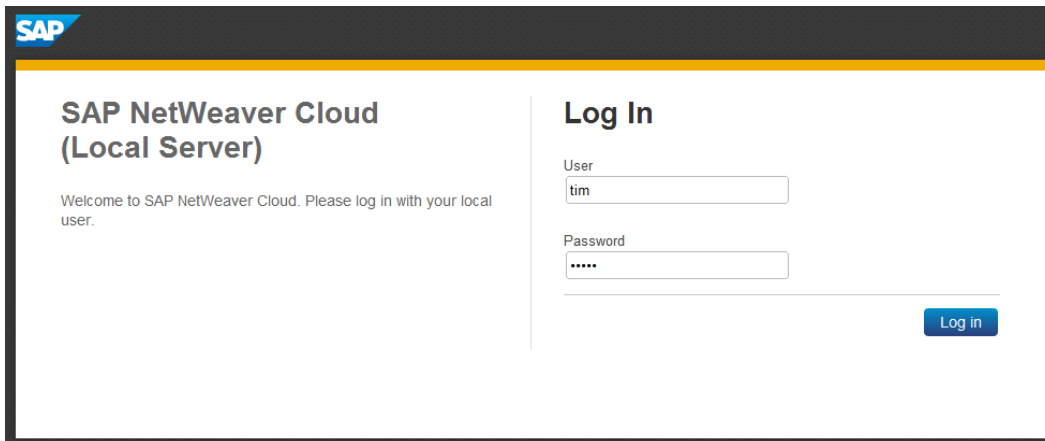 SAP
SAP NetWeaver Cloud
(Local Server)
Welcome to SAP NetWeaver Cloud. Please log in with your local
user.
Log In
User
tim
Password
•••••
Log in